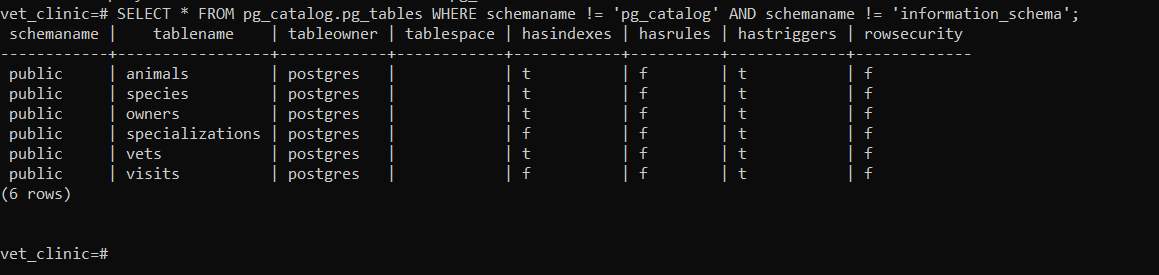 vet_clinic=# SELECT * FROM pg_catalog.pg_tables WHERE schemaname != 'pg_catalog' AND schemaname != 'information_schema';
 schemaname |    tablename    | tableowner | tablespace | hasindexes | hasrules | hastriggers | rowsecurity
------------+-----------------+------------+------------+------------+----------+-------------+-------------
 public     | animals         | postgres   |            | t          | f        | t           | f
 public     | species         | postgres   |            | t          | f        | t           | f
 public     | owners          | postgres   |            | t          | f        | t           | f
 public     | specializations | postgres   |            | f          | f        | t           | f
 public     | vets            | postgres   |            | t          | f        | t           | f
 public     | visits          | postgres   |            | f          | f        | t           | f
(6 rows)
vet_clinic=#